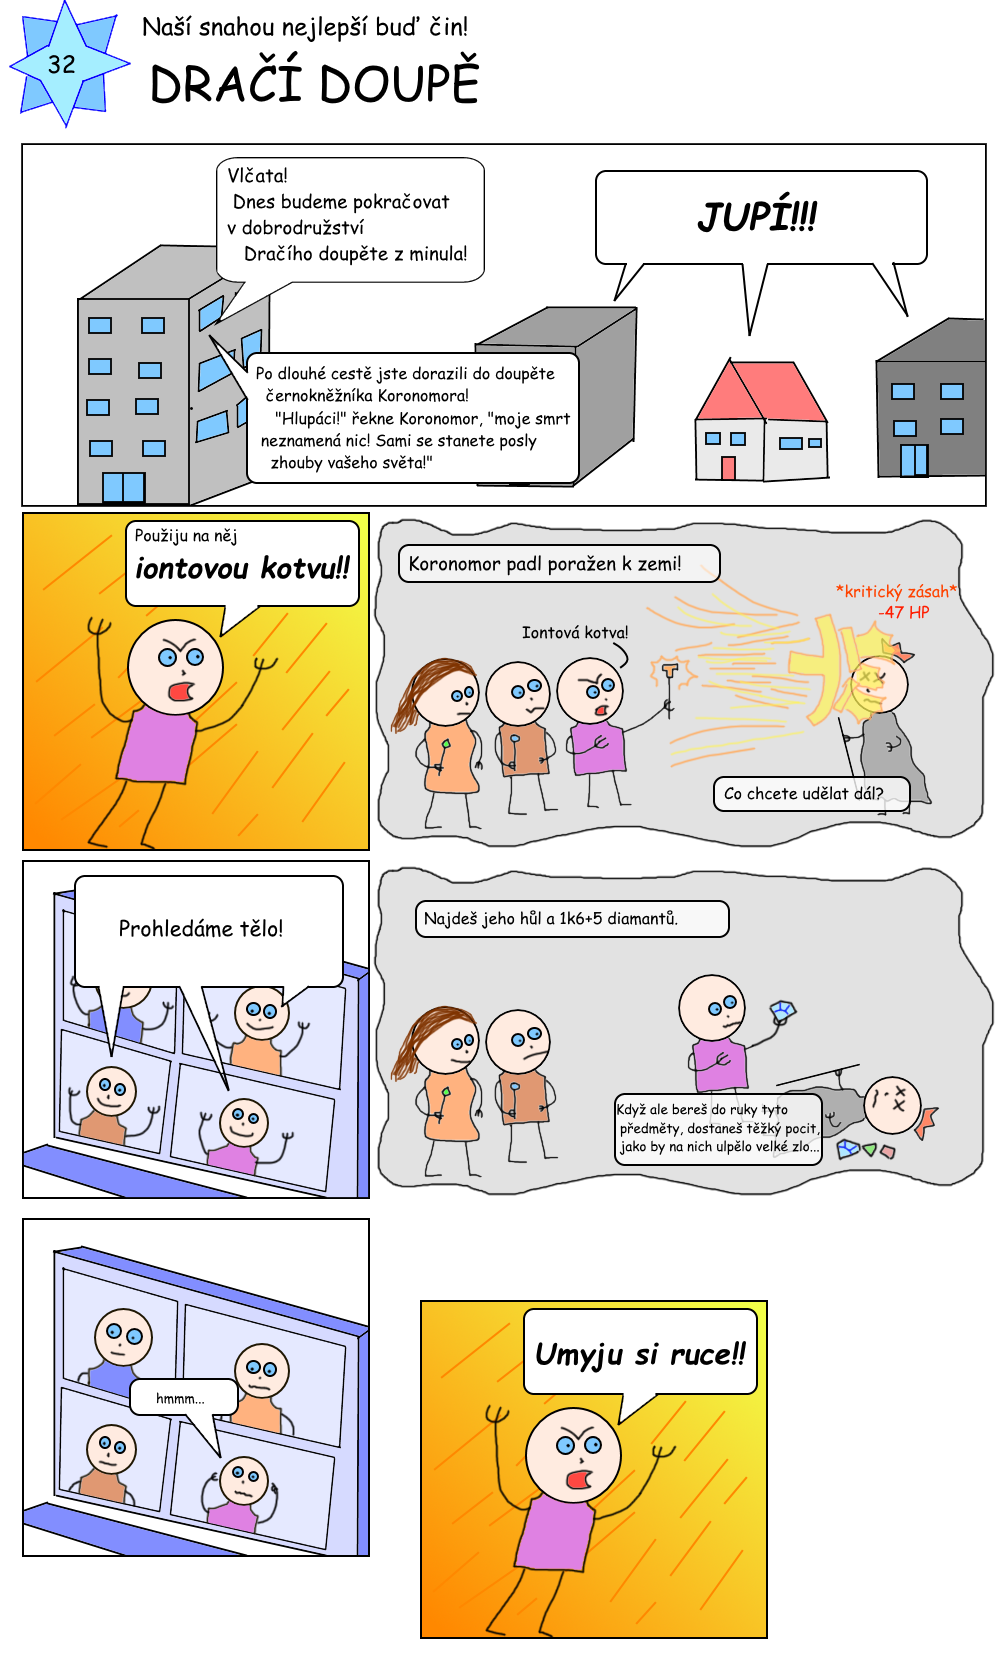 32
Naší snahou nejlepší buď čin!
DRAČÍ DOUPĚ
Vlčata!
Dnes budeme pokračovat
v dobrodružství
Dračího doupěte z minula!
JUPÍ!!!
Po dlouhé cestě jste dorazili do doupěte
černokněžníka Koronomora!
"Hlupáci!" řekne Koronomor, "moje smrt
neznamená nic! Sami se stanete posly
zhouby vašeho světa!"
Použiju na něj
iontovou kotvu!!
Koronomor padl poražen k zemi!
*kritický zásah*
-47 HP
Iontová kotva!
Co chcete udělat dál?
Prohledáme tělo!
Najdeš jeho hůl a 1k6+5 diamantů.
Když ale bereš do ruky tyto
předměty, dostaneš těžký pocit,
jako by na nich ulpělo velké zlo...
hmmm...
Umyju si ruce!!